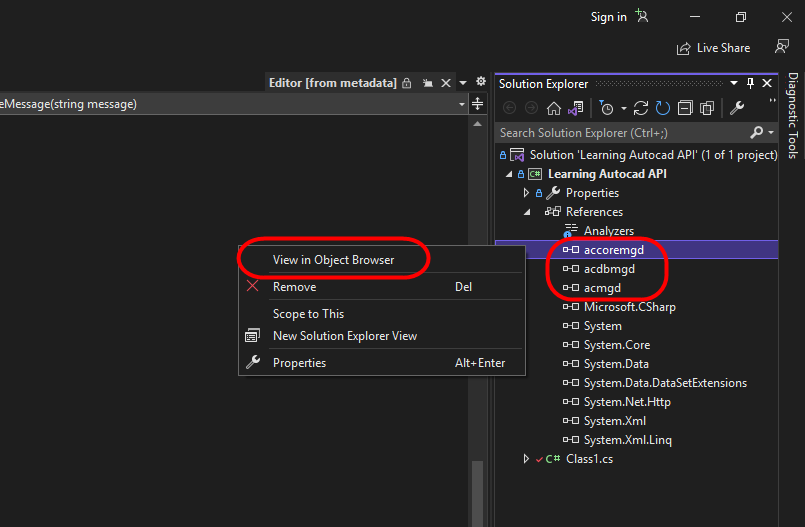 Sign in
Live Share
Editor [from metadata]
eMessage(string message)
Solution Explorer
Diagnostic Tools
Search Solution Explorer (Ctrl+;)
Solution 'Learning Autocad API' (1 of 1 project)
C# Learning Autocad API
Properties
References
Analyzers
accoremgd
acdbmgd
acmgd
Microsoft.CSharp
System
System.Core
System.Data
System.Data.DataSetExtensions
System.Net.Http
System.Xml
System.Xml.Linq
C# Class1.cs
View in Object Browser
Remove Del
Scope to This
New Solution Explorer View
Properties Alt+Enter